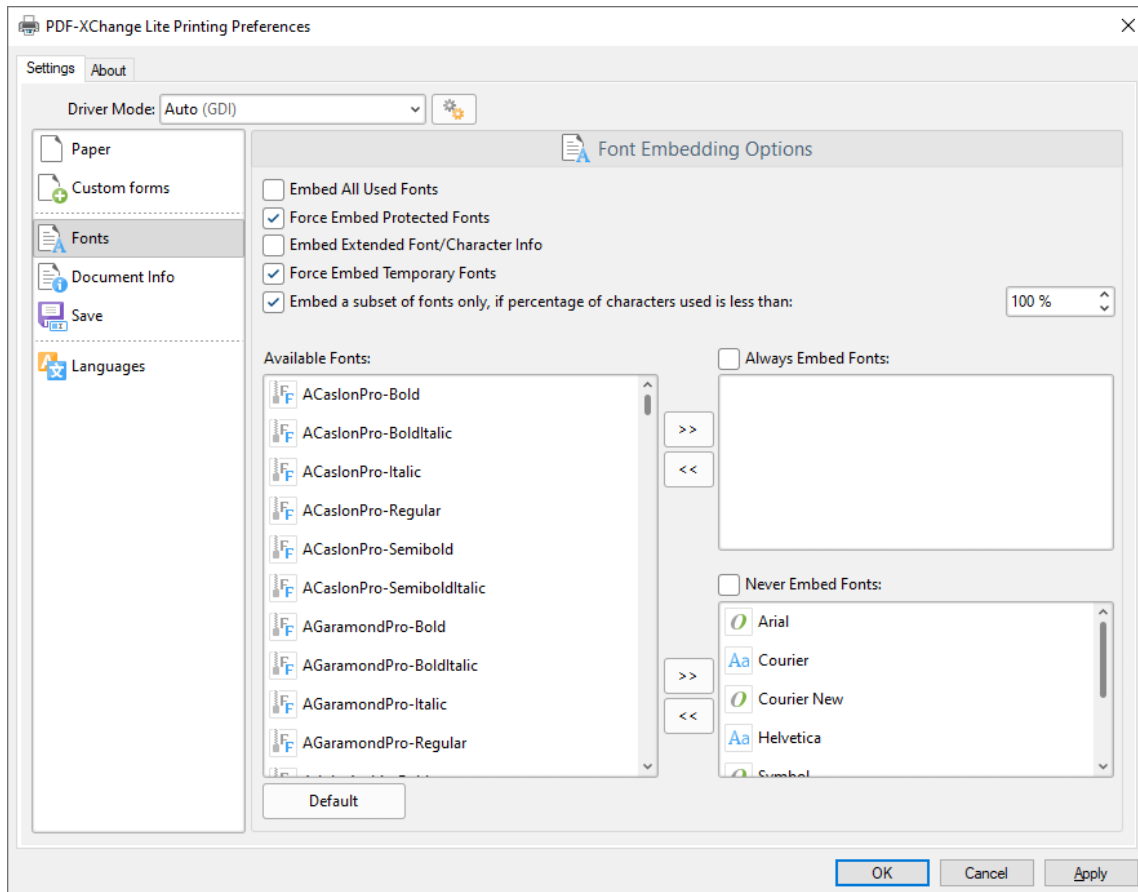 PDF-XChange Lite Printing Preferences
Settings
About
Driver Mode: Auto (GDI)
Paper
Custom forms
Fonts
Document Info
Save
Languages
Font Embedding Options
Embed All Used Fonts
Force Embed Protected Fonts
Embed Extended Font/Character Info
Force Embed Temporary Fonts
Embed a subset of fonts only, if percentage of characters used is less than: 100 %
Available Fonts:
ACaslonPro-Bold
ACaslonPro-BoldItalic
ACaslonPro-Italic
ACaslonPro-Regular
ACaslonPro-Semibold
ACaslonPro-SemiboldItalic
AGaramondPro-Bold
AGaramondPro-BoldItalic
AGaramondPro-Italic
AGaramondPro-Regular
>>
<<
>>
<<
Always Embed Fonts:
Never Embed Fonts:
Arial
Courier
Courier New
Helvetica
Symbol
Default
OK
Cancel
Apply